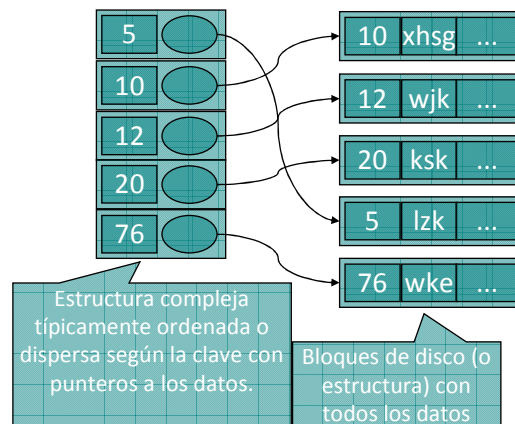 5
10
12
20
76
10 xhsg ...
12 wjk ...
20 ksk ...
5 lzk ...
76 wke ...
Estructura compleja
típicamente ordenada o
dispersa según la clave con
punteros a los datos.
Bloques de disco (o
estructura) con
todos los datos